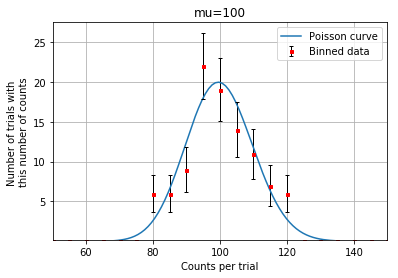 mu=100
Poisson curve
Binned data
Number of trials with
this number of counts
25
20
15
10
5
60
80
100
120
140
Counts per trial